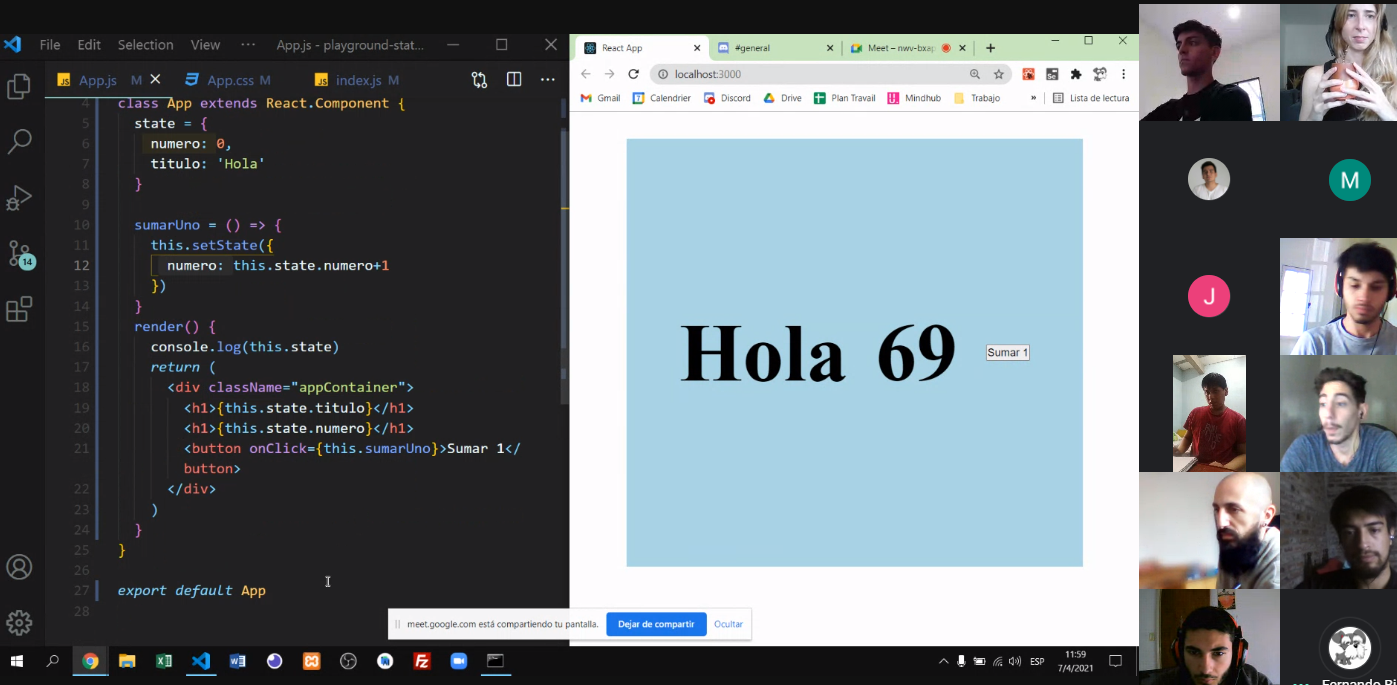 File Edit Selection View ··· App.js - playground-stat...
App.js M App.css M index.js M
4 class App extends React.Component {
5 state = {
6 numero: 0,
7 titulo: 'Hola'
8 }
9
10 sumarUno = () => {
11 this.setState({
12 numero: this.state.numero+1
13 })
14 }
15 render() {
16 console.log(this.state)
17 return (
18 <div className="appContainer">
19 <h1>{this.state.titulo}</h1>
20 <h1>{this.state.numero}</h1>
21 <button onClick={this.sumarUno}>Sumar 1</
button>
22 </div>
23 )
24 }
25 }
26
27 export default App
28
14
React App #general Meet – nwv-bxap
localhost:3000
Gmail Calendrier Discord Drive Plan Travail Mindhub Trabajo » Lista de lectura
Hola 69 Sumar 1
meet.google.com está compartiendo tu pantalla. Dejar de compartir Ocultar
ESP
11:59
7/4/2021
M
J